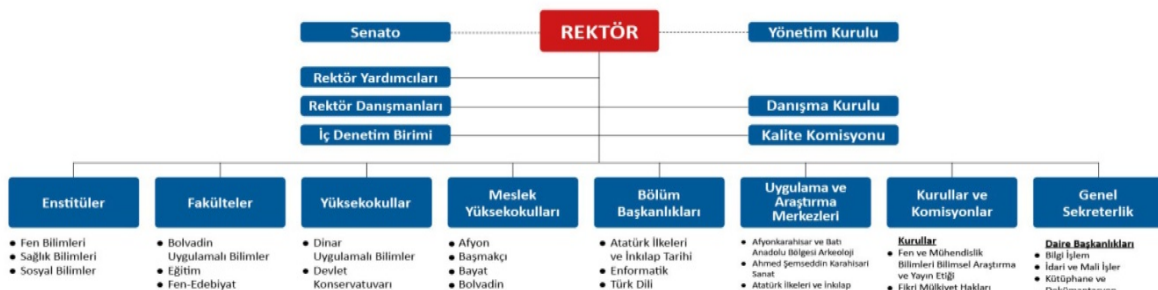 Senato
REKTÖR
Yönetim Kurulu
Rektör Yardımcıları
Rektör Danışmanları
Danışma Kurulu
İç Denetim Birimi
Kalite Komisyonu
Enstitüler
● Fen Bilimleri
● Sağlık Bilimleri
● Sosyal Bilimler
Fakülteler
● Bolvadin
Uygulamalı Bilimler
● Eğitim
● Fen-Edebiyat
Yüksekokullar
● Dinar
Uygulamalı Bilimler
● Devlet
Konservatuvarı
Meslek
Yüksekokulları
● Afyon
● Başmakçı
● Bayat
● Bolvadin
Bölüm
Başkanlıkları
● Atatürk İlkeleri
ve İnkılap Tarihi
● Enformatik
● Türk Dili
Uygulama ve
Araştırma
Merkezleri
● Afyonkarahisar ve Batı
Anadolu Bölgesi Arkeoloji
● Ahmed Şemseddin Karahisari
Sanat
● Atatürk İlkeleri ve İnkılap
Kurullar ve
Komisyonlar
Kurullar
● Fen ve Mühendislik
Bilimleri Bilimsel Araştırma
ve Yayın Etiği
● Fikri Mülkiyet Hakları
Genel
Sekreterlik
Daire Başkanlıkları
● Bilgi İşlem
● İdari ve Mali İşler
● Kütüphane ve